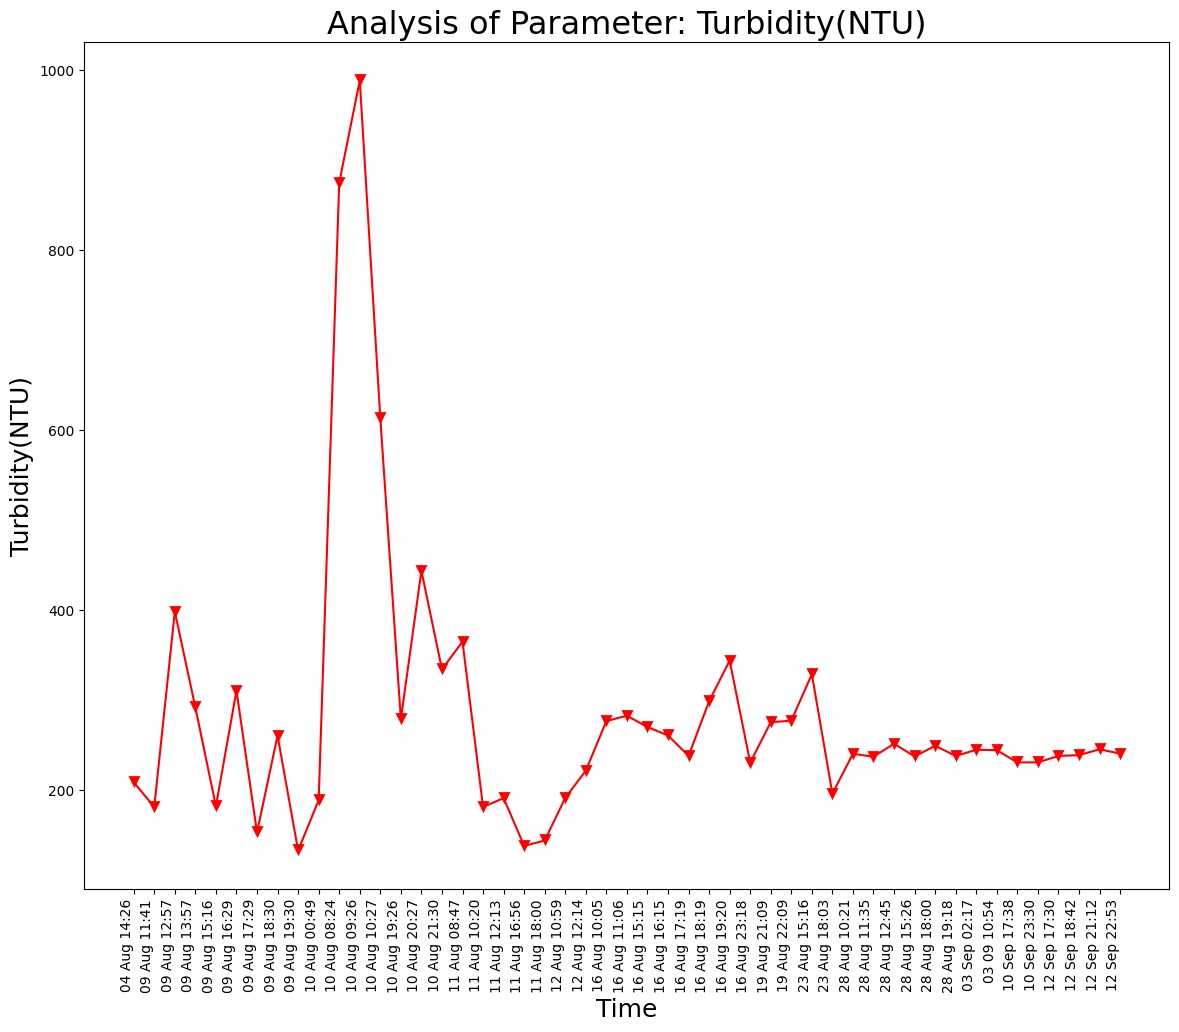 Analysis of Parameter: Turbidity(NTU)
Turbidity(NTU)
1000
800
600
400
200
04 Aug 14:26
09 Aug 11:41
09 Aug 12:57
09 Aug 13:57
09 Aug 15:16
09 Aug 16:29
09 Aug 17:29
09 Aug 18:30
09 Aug 19:30
10 Aug 00:49
10 Aug 08:24
10 Aug 09:26
10 Aug 10:27
10 Aug 19:26
10 Aug 20:27
10 Aug 21:30
11 Aug 08:47
11 Aug 10:20
11 Aug 12:13
11 Aug 16:56
11 Aug 18:00
12 Aug 10:59
12 Aug 12:14
16 Aug 10:05
16 Aug 11:06
16 Aug 15:15
16 Aug 16:15
16 Aug 17:19
16 Aug 18:19
16 Aug 19:20
16 Aug 23:18
19 Aug 21:09
19 Aug 22:09
23 Aug 15:16
23 Aug 18:03
28 Aug 10:21
28 Aug 11:35
28 Aug 12:45
28 Aug 15:26
28 Aug 18:00
28 Aug 19:18
03 Sep 02:17
03 09 10:54
10 Sep 17:38
10 Sep 23:30
12 Sep 17:30
12 Sep 18:42
12 Sep 21:12
12 Sep 22:53
Time